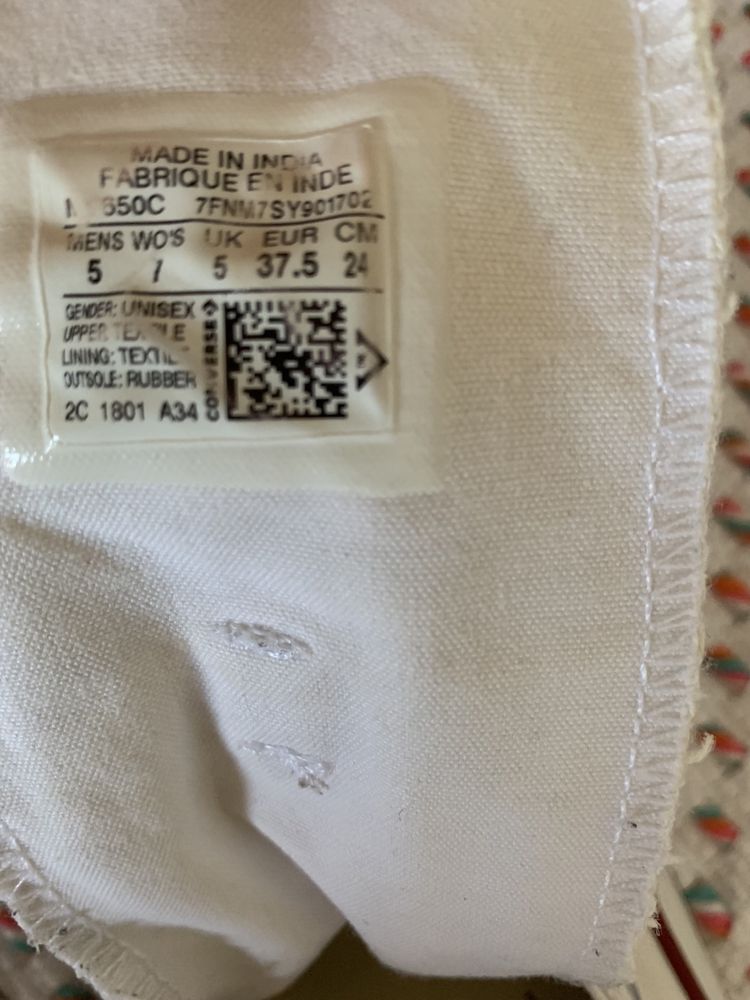 MADE IN INDIA
FABRIQUE EN INDE
650C 7FNM7SY901702
MENS WO'S UK EUR CM
5 7 5 37.5 24
GENDER: UNISEX
UPPER TEXTILE
LINING: TEXTILE
OUTSOLE: RUBBER
2C 1801 A34
CONVERSE